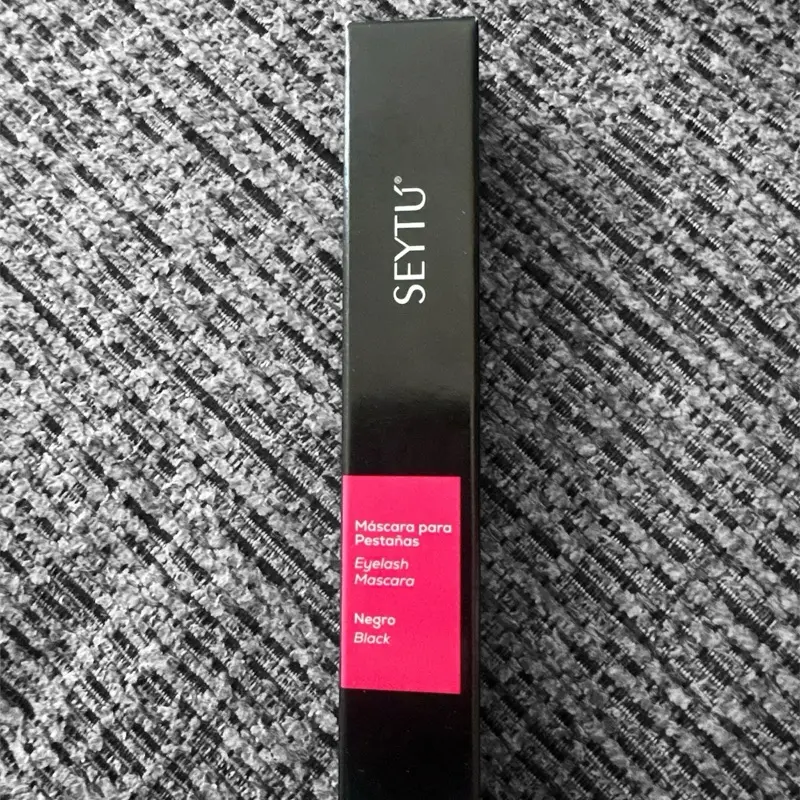 SEYTÚ®
Máscara para
Pestañas
Eyelash
Mascara
Negro
Black